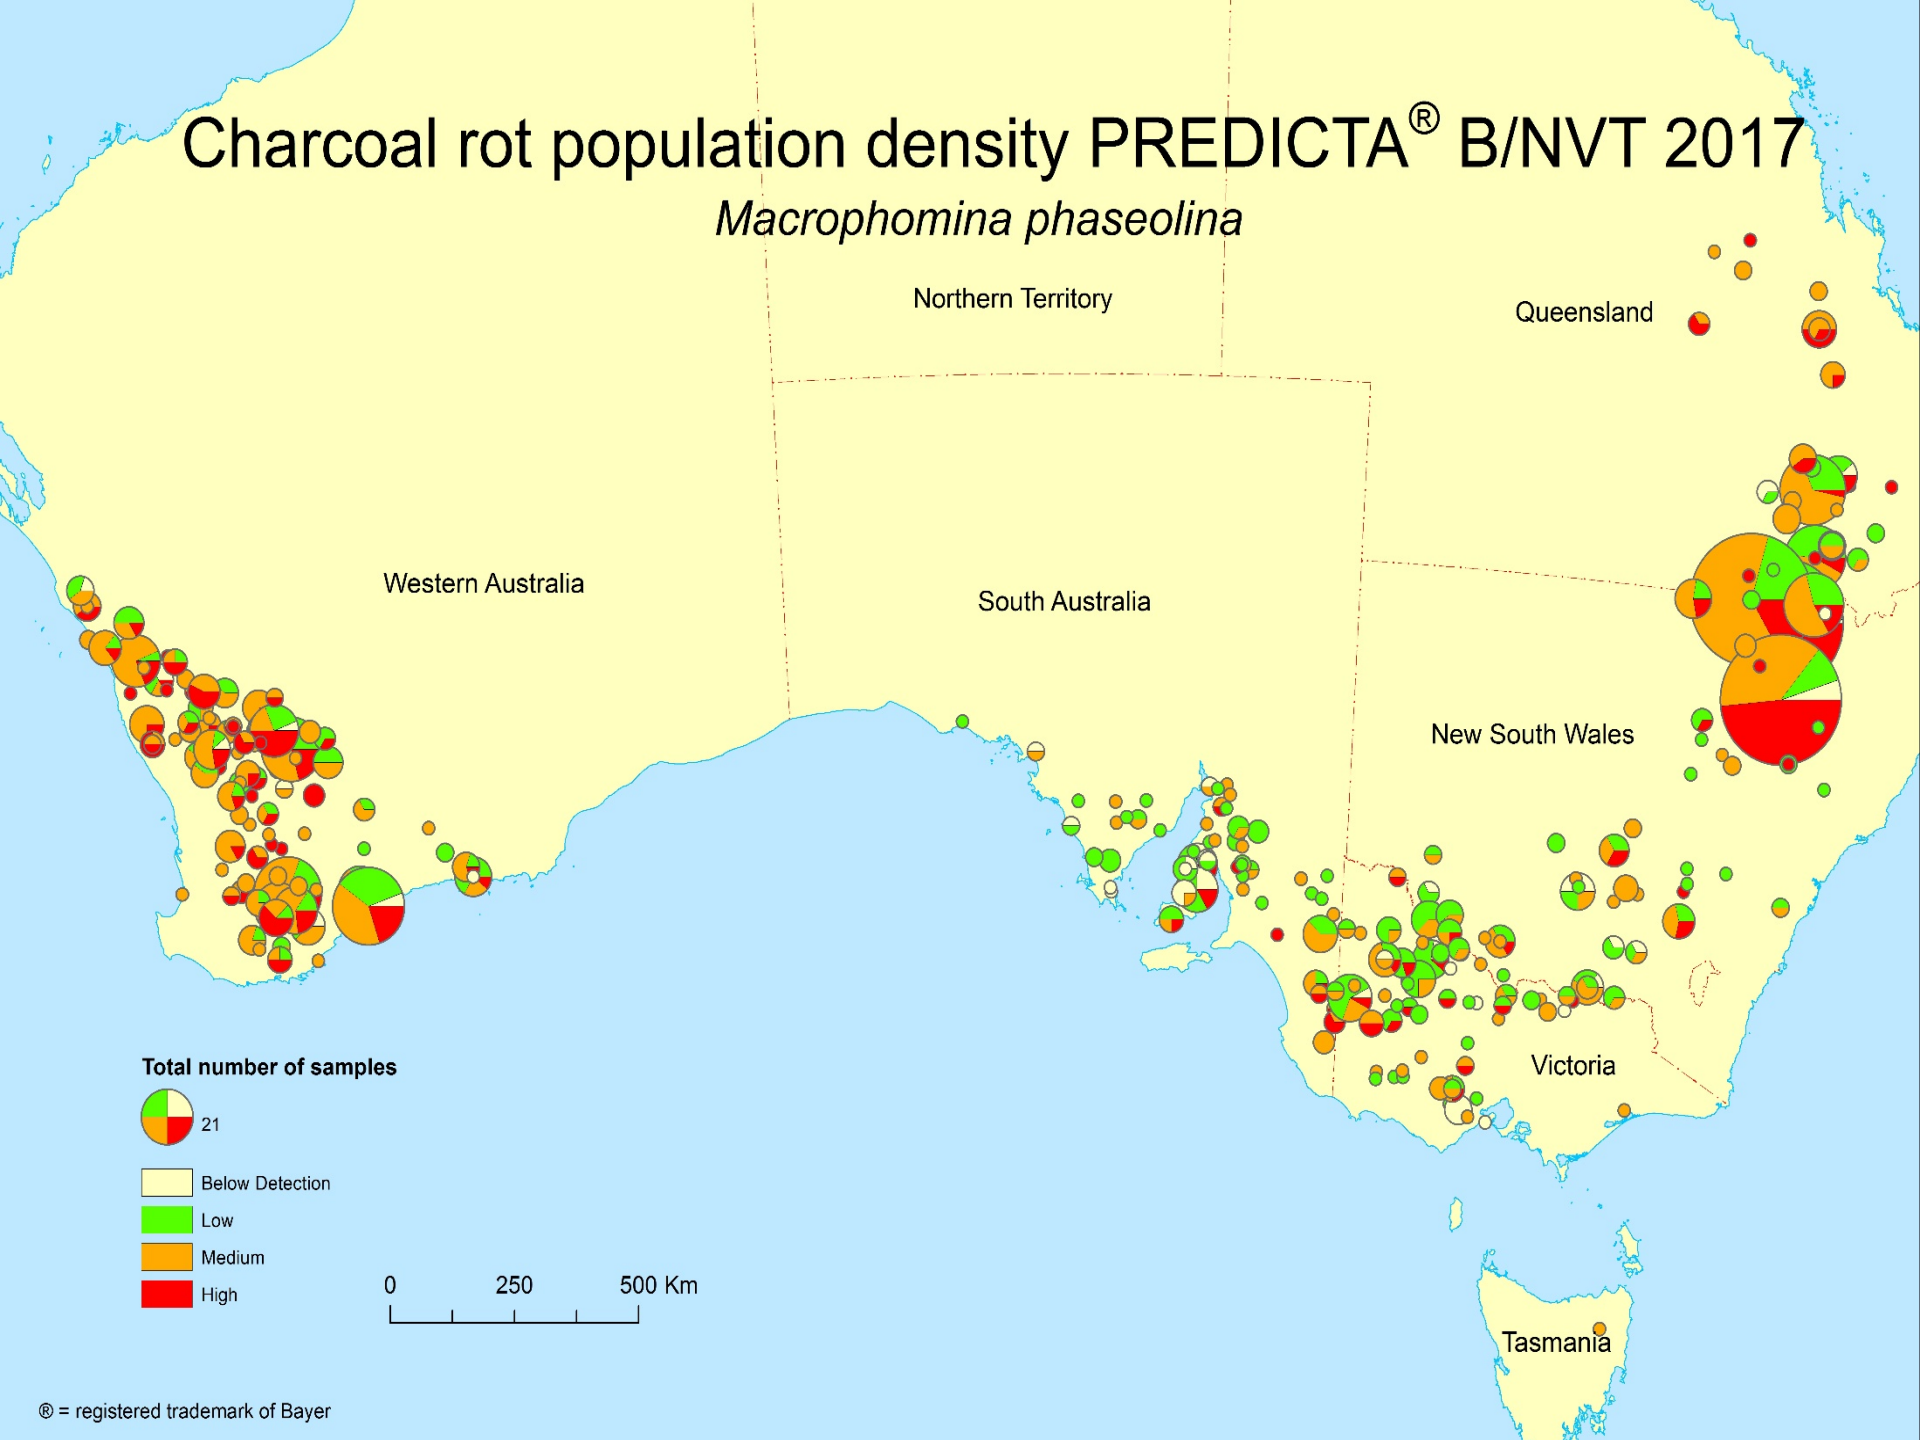 Charcoal rot population density PREDICTA® B/NVT 2017
Macrophomina phaseolina
Northern Territory
Queensland
Western Australia
South Australia
New South Wales
Victoria
Tasmania
Total number of samples
21
Below Detection
Low
Medium
High
0 250 500 Km
® = registered trademark of Bayer